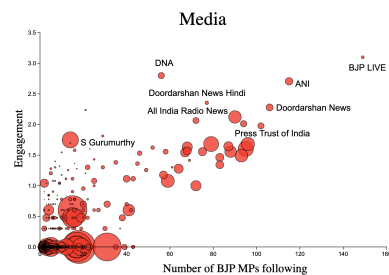 Media
3.5
3.0
2.5
2.0
1.5
1.0
0.5
0.0
Engagement
DNA
BJP LIVE
ANI
Doordarshan News Hindi
Doordarshan News
All India Radio News
Press Trust of India
S Gurumurthy
0
20
40
60
80
100
120
140
Number of BJP MPs following